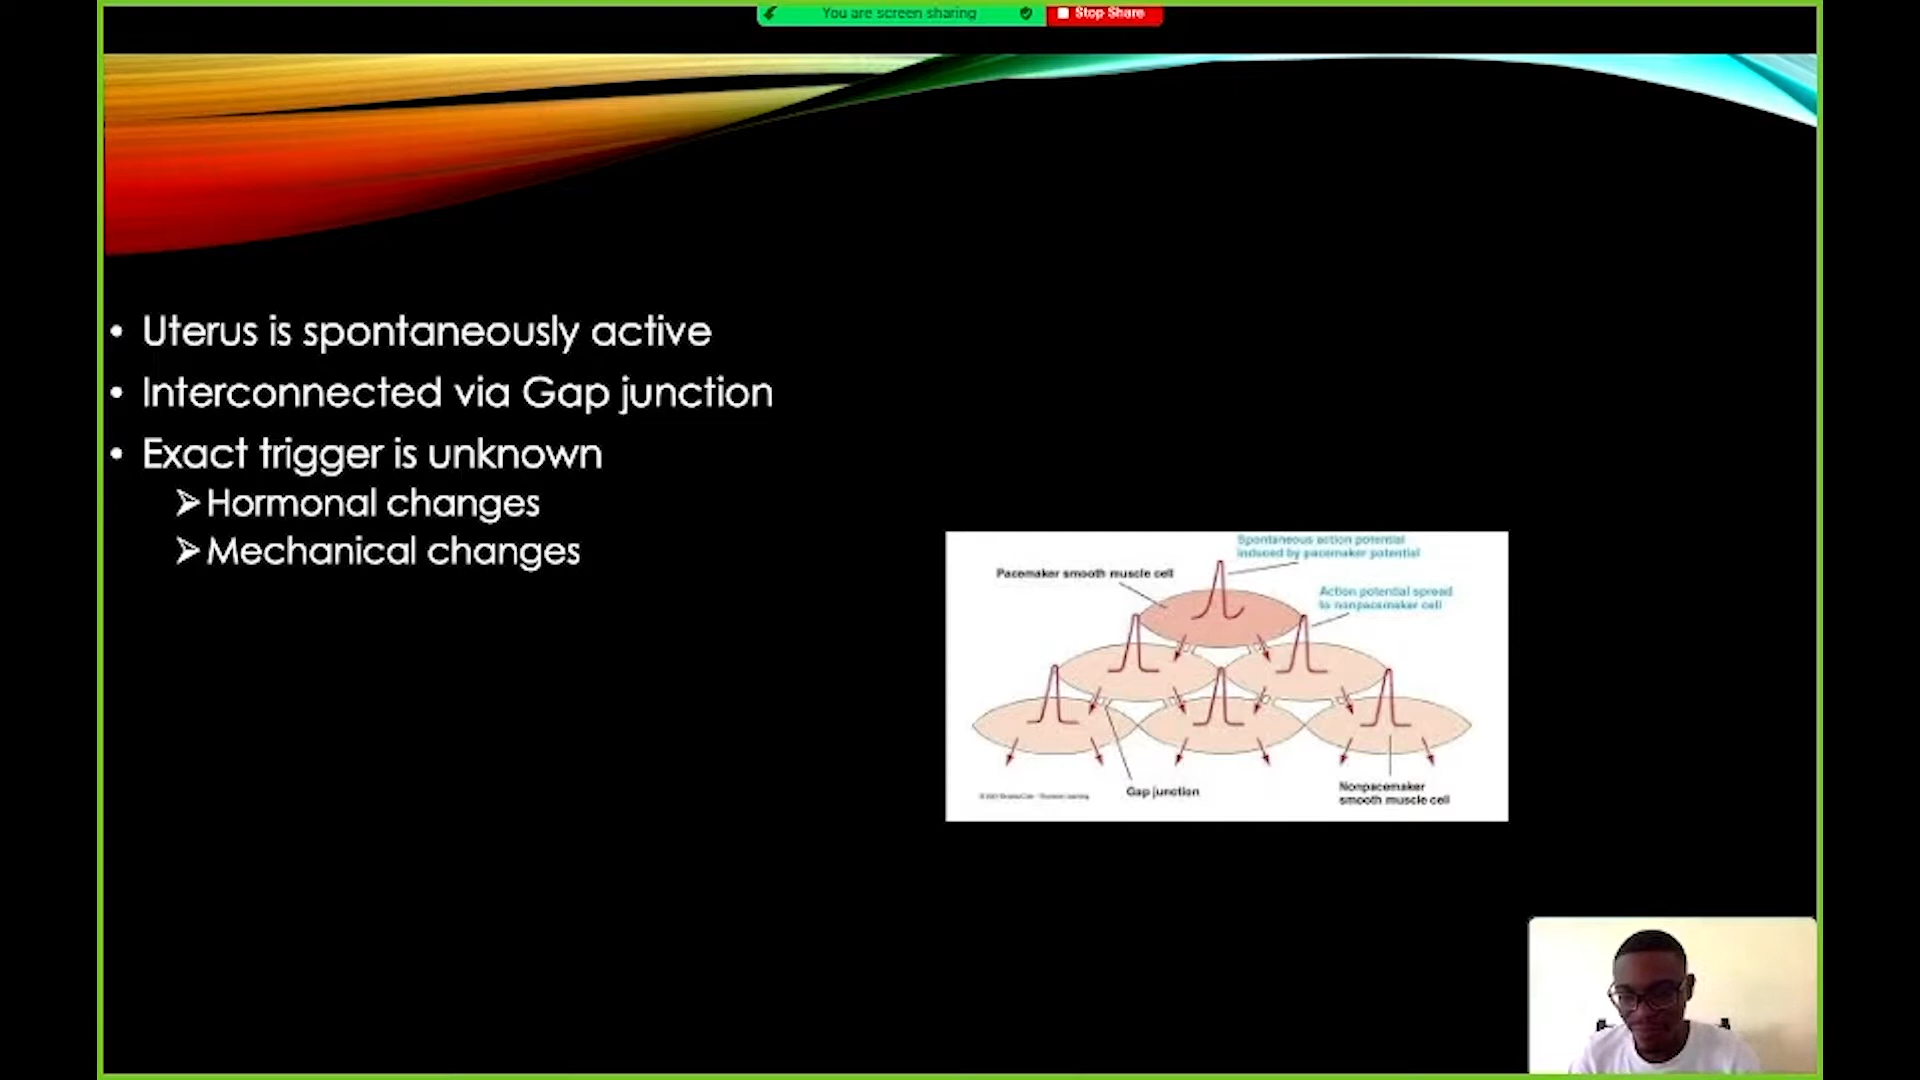 You are screen sharing
Stop Share
• Uterus is spontaneously active
• Interconnected via Gap junction
• Exact trigger is unknown
➢ Hormonal changes
➢ Mechanical changes
Spontaneous action potential
induced by pacemaker potential
Pacemaker smooth muscle cell
Action potential spread
to nonpacemaker cell
Gap junction
Nonpacemaker
smooth muscle cell